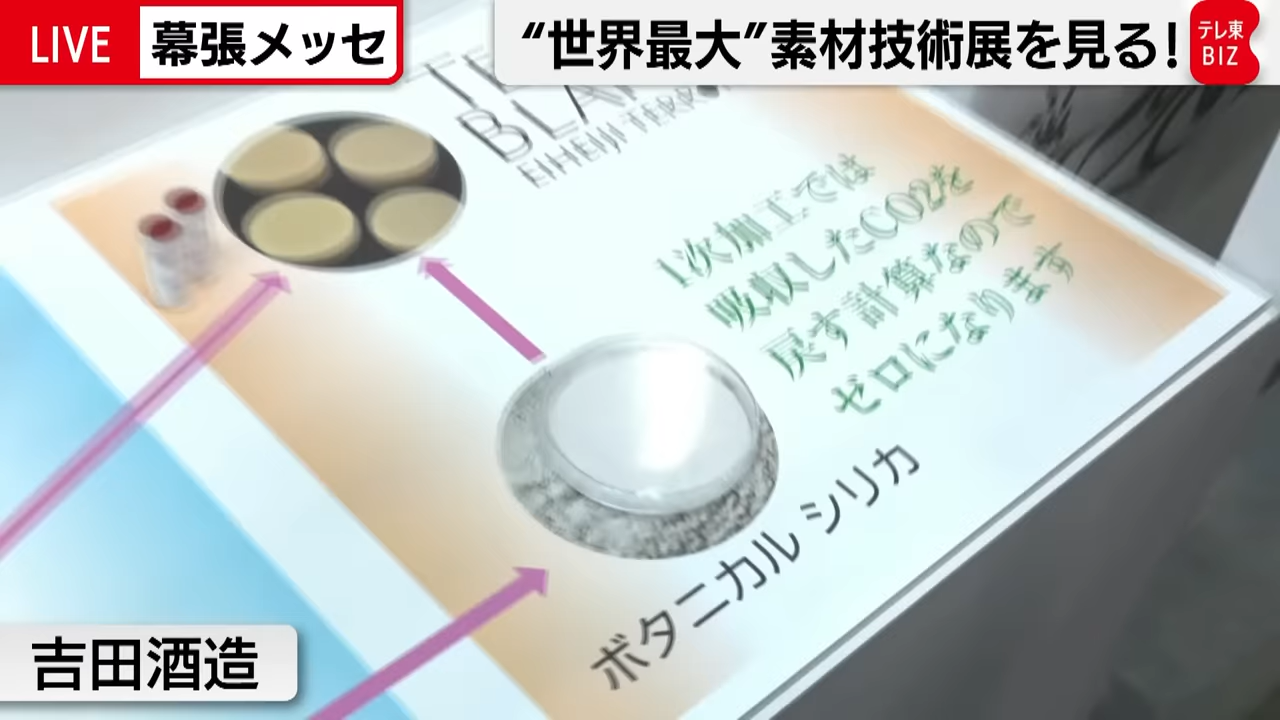 LIVE 幕張メッセ
“世界最大”素材技術展を見る!
テレ東
BIZ
1次加工では
吸収したCO2を
戻す計算なので
ゼロになります
ボタニカル シリカ
吉田酒造